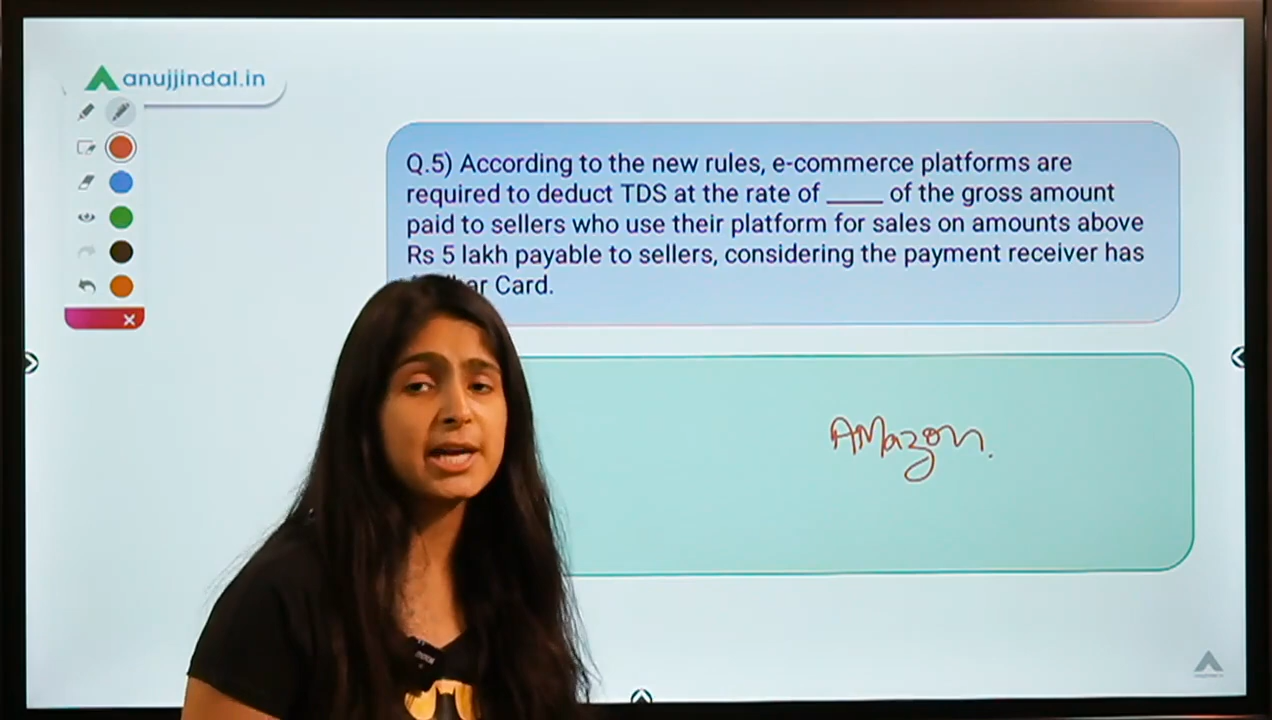 anujjindal.in
Q.5) According to the new rules, e-commerce platforms are
required to deduct TDS at the rate of _____ of the gross amount
paid to sellers who use their platform for sales on amounts above
Rs 5 lakh payable to sellers, considering the payment receiver has
Card.
AMazon.